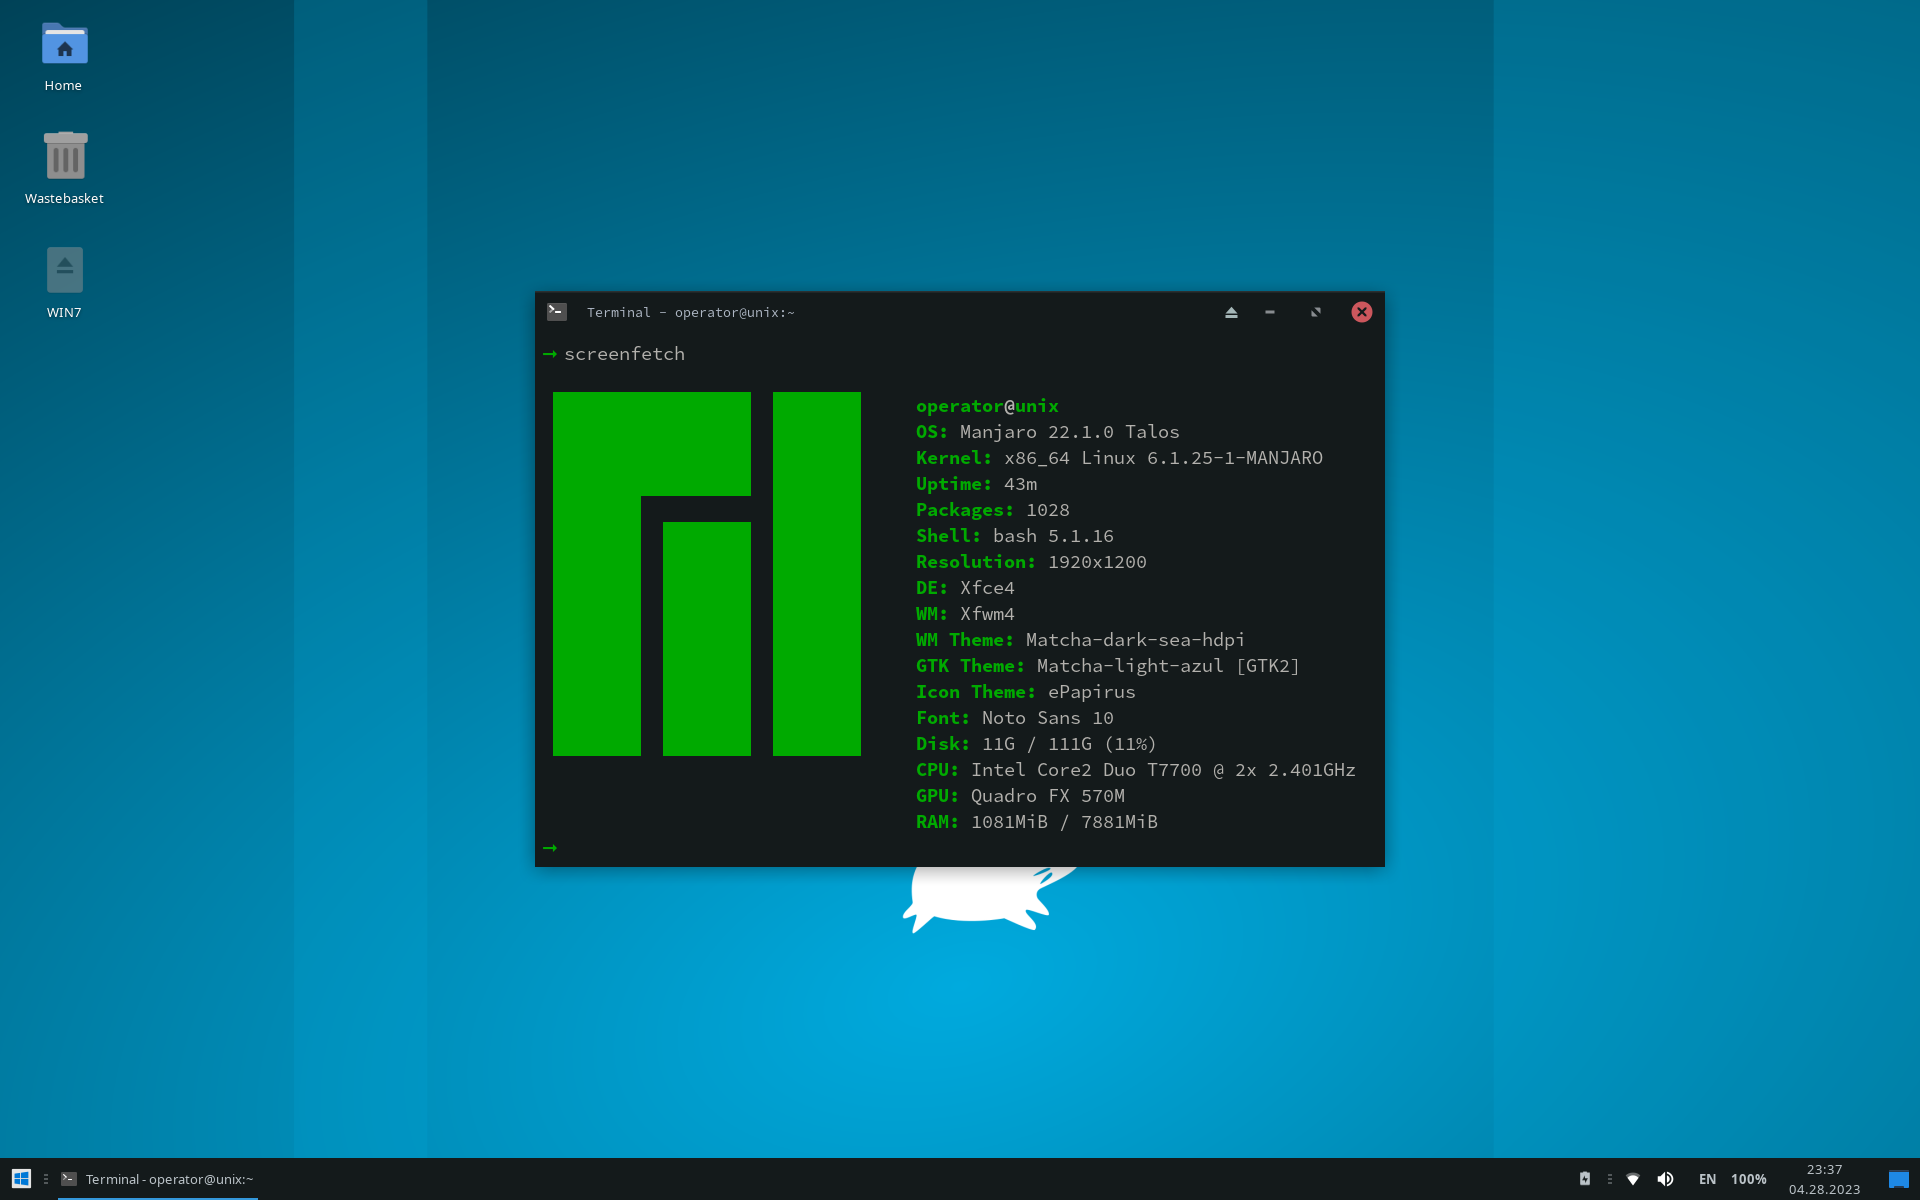 Home
Wastebasket
WIN7
Terminal - operator@unix:~
→ screenfetch
operator@unix
OS: Manjaro 22.1.0 Talos
Kernel: x86_64 Linux 6.1.25-1-MANJARO
Uptime: 43m
Packages: 1028
Shell: bash 5.1.16
Resolution: 1920x1200
DE: Xfce4
WM: Xfwm4
WM Theme: Matcha-dark-sea-hdpi
GTK Theme: Matcha-light-azul [GTK2]
Icon Theme: ePapirus
Font: Noto Sans 10
Disk: 11G / 111G (11%)
CPU: Intel Core2 Duo T7700 @ 2x 2.401GHz
GPU: Quadro FX 570M
RAM: 1081MiB / 7881MiB
→
Terminal - operator@unix:~
EN 100%
23:37
04.28.2023